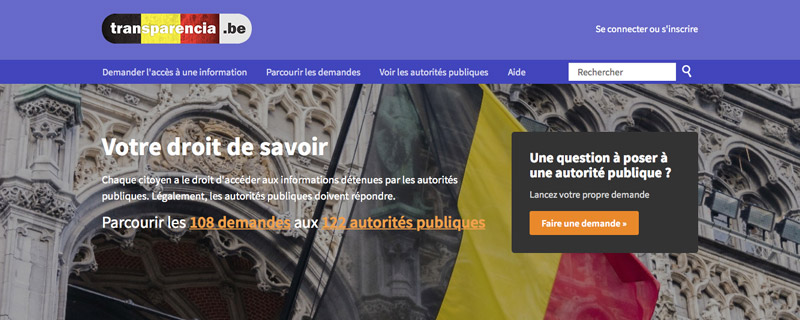 transparencia.be
Se connecter ou s'inscrire
Demander l'accès à une information Parcourir les demandes Voir les autorités publiques Aide Rechercher
Votre droit de savoir
Chaque citoyen a le droit d'accéder aux informations détenues par les autorités
publiques. Légalement, les autorités publiques doivent répondre.
Parcourir les 108 demandes aux 122 autorités publiques
Une question à poser à
une autorité publique ?
Lancez votre propre demande
Faire une demande »